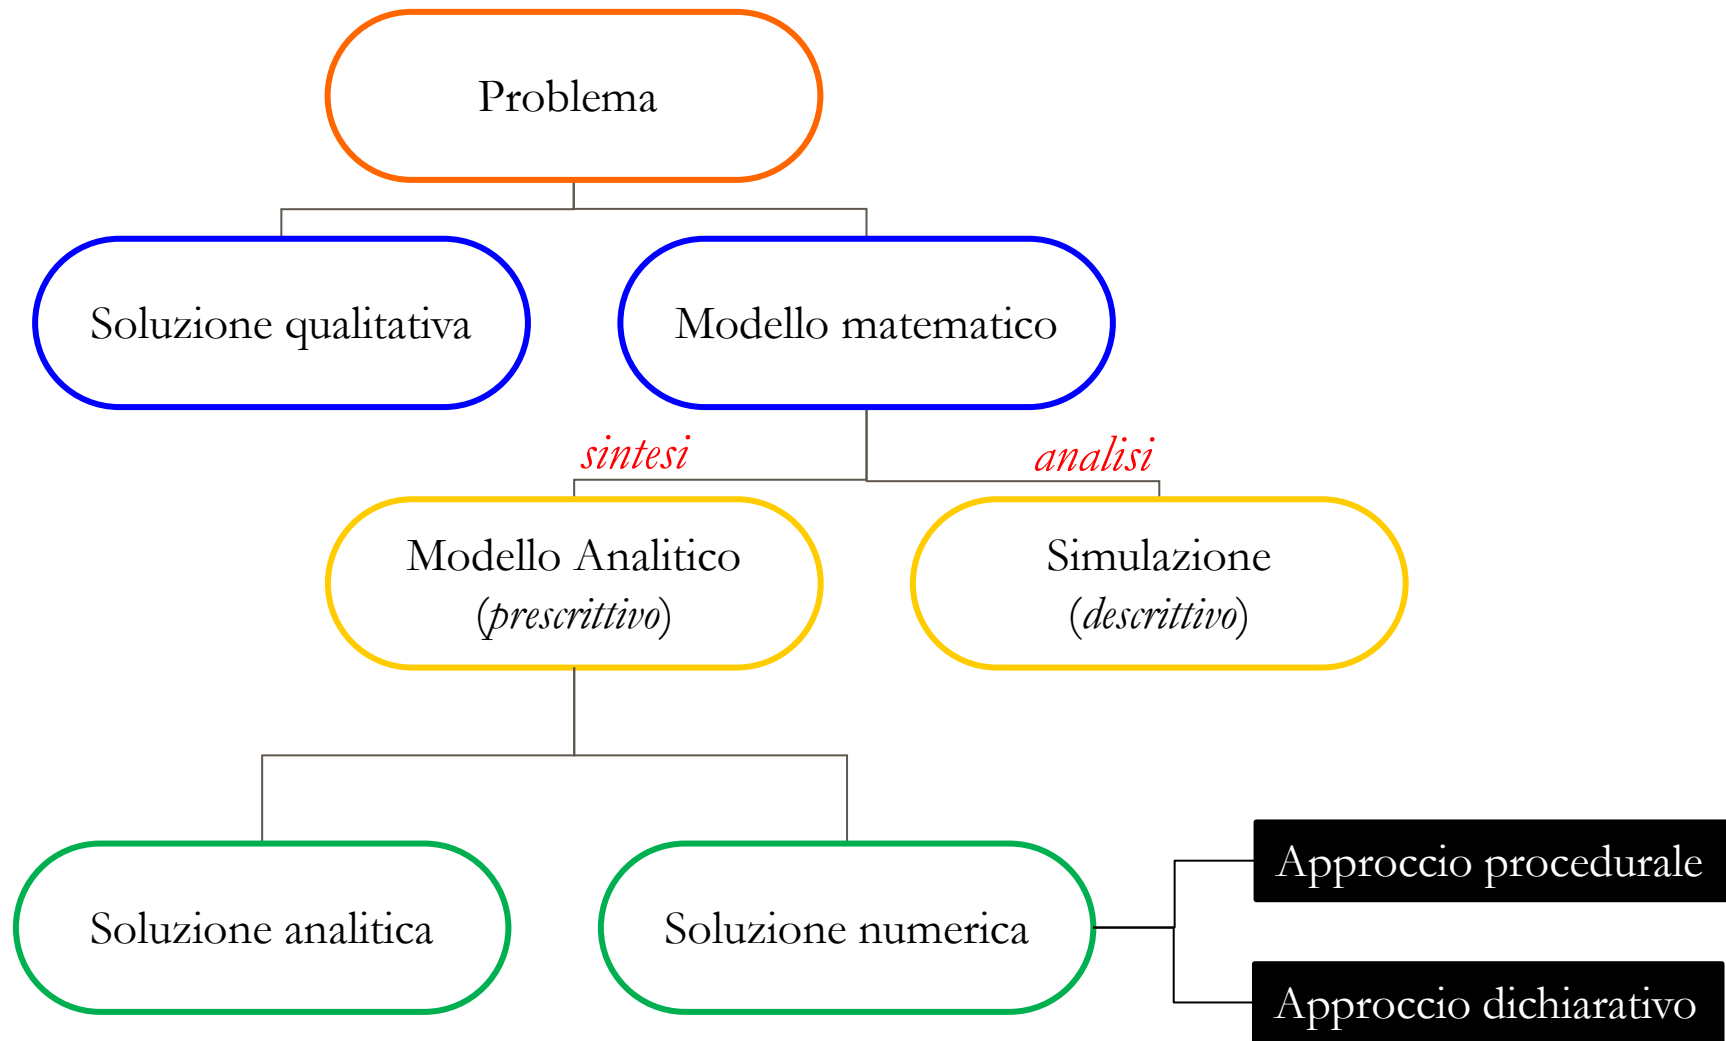 Problema
Soluzione qualitativa
Modello matematico
sintesi
analisi
Modello Analitico
(prescrittivo)
Simulazione
(descrittivo)
Soluzione analitica
Soluzione numerica
Approccio procedurale
Approccio dichiarativo